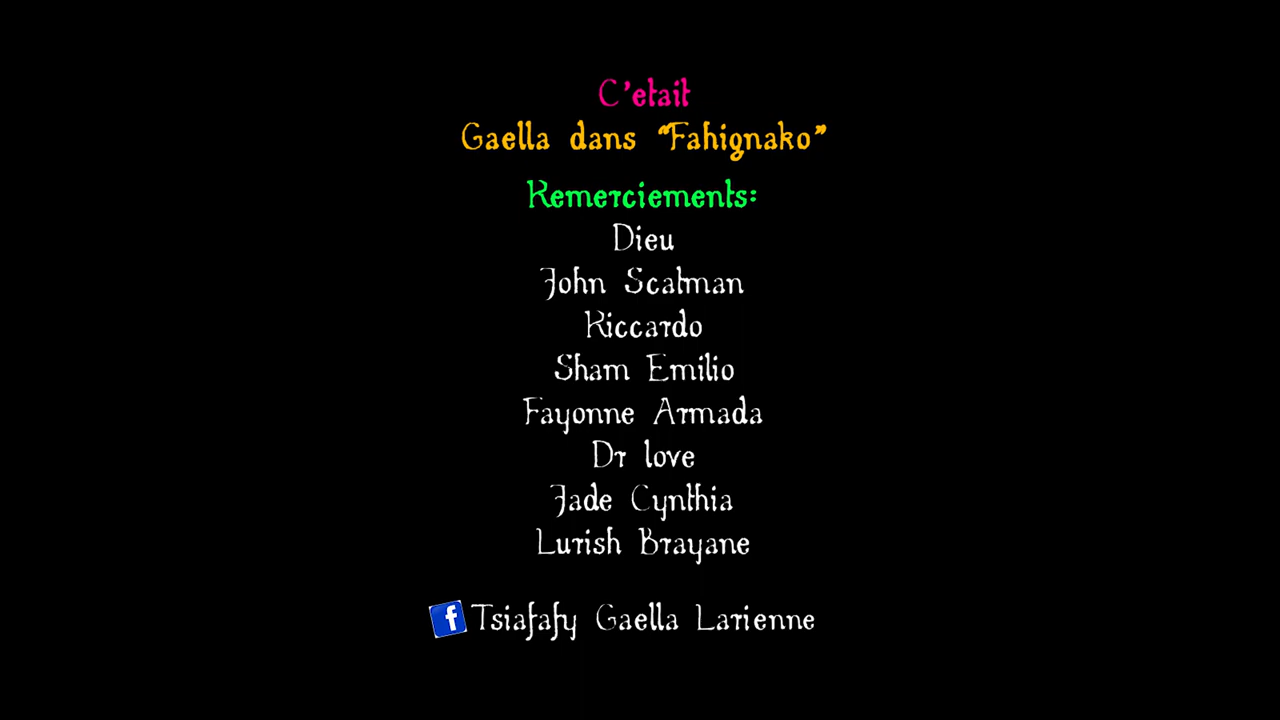 C'etait
Gaella dans "Fahignako"
Remerciements:
Dieu
John Scatman
Riccardo
Sham Emilio
Fayonne Armada
Dr love
Jade Cynthia
Lurish Brayane
f Tsiafafy Gaella Larienne